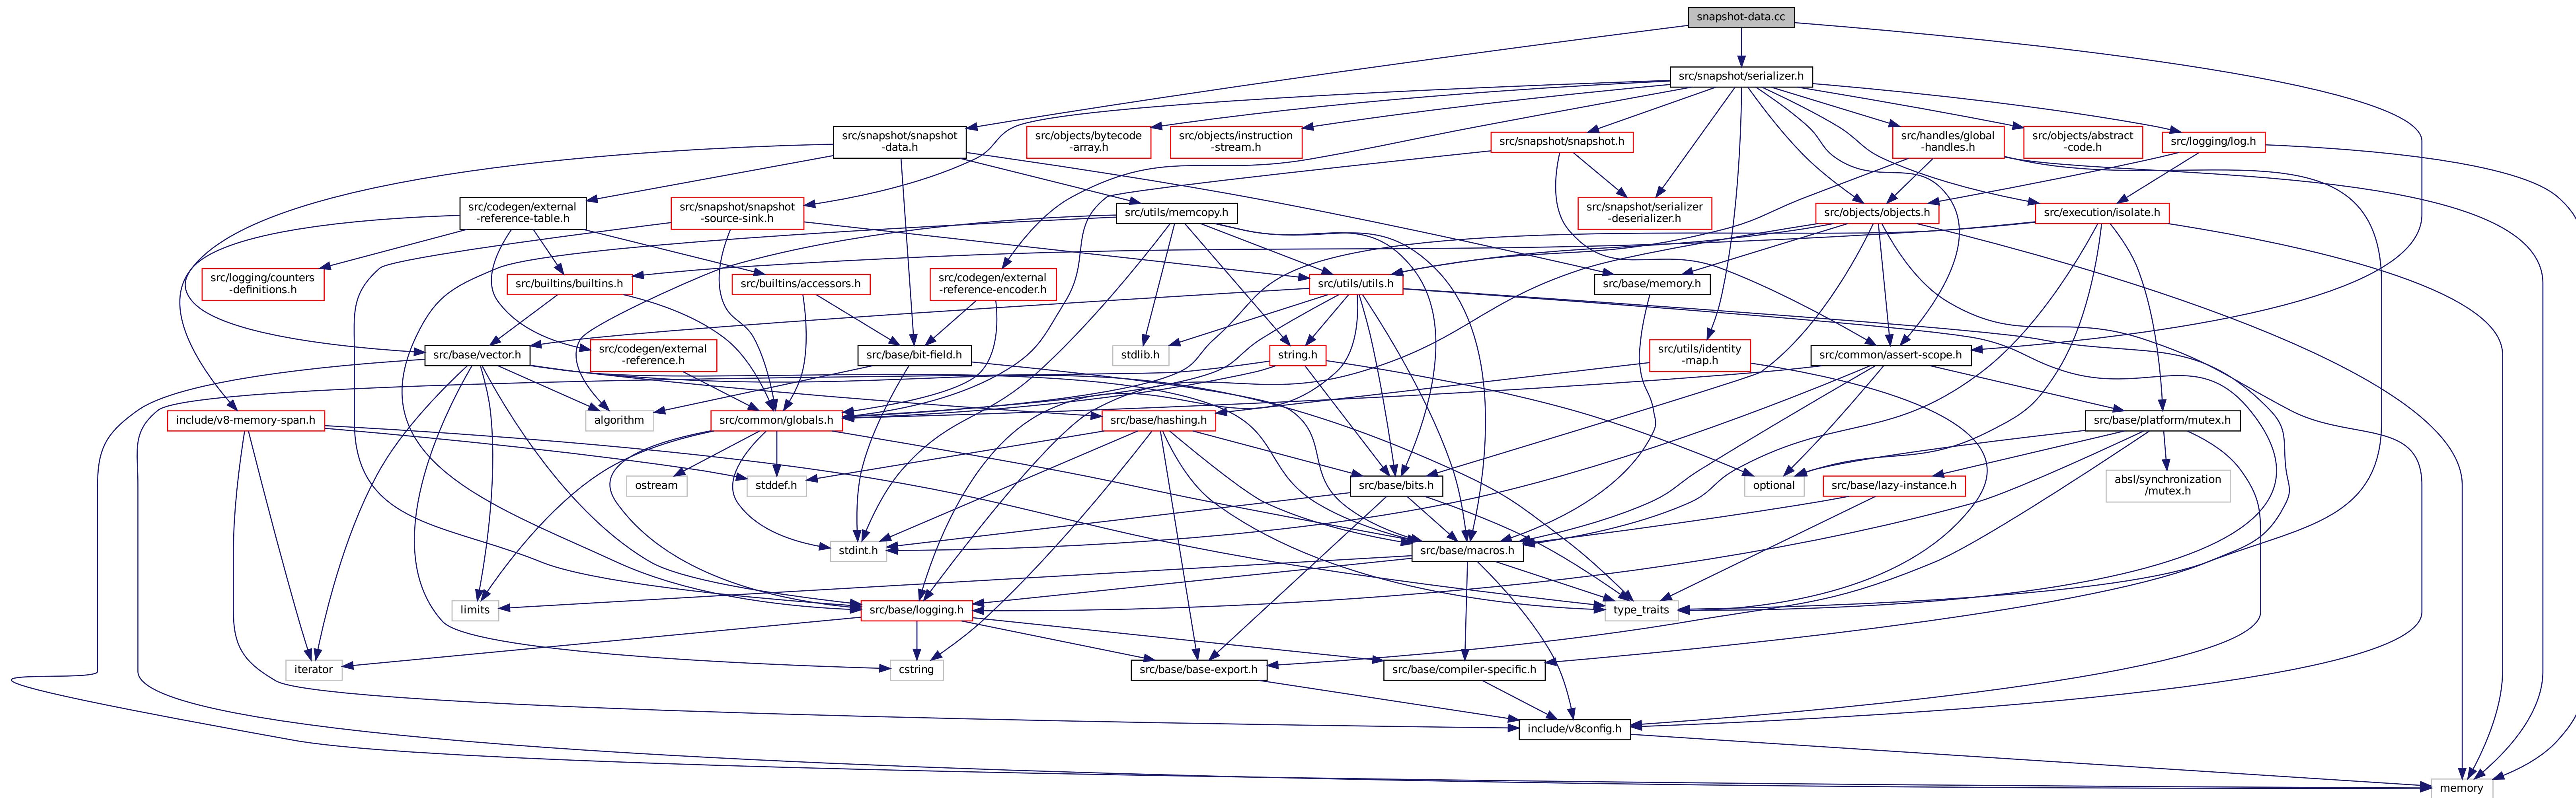 snapshot-data.cc
src/snapshot/serializer.h
src/snapshot/snapshot
-data.h
src/objects/bytecode
-array.h
src/objects/instruction
-stream.h
src/snapshot/snapshot.h
src/handles/global
-handles.h
src/objects/abstract
-code.h
src/logging/log.h
src/codegen/external
-reference-table.h
src/snapshot/snapshot
-source-sink.h
src/utils/memcopy.h
src/snapshot/serializer
-deserializer.h
src/objects/objects.h
src/execution/isolate.h
src/logging/counters
-definitions.h
src/builtins/builtins.h
src/builtins/accessors.h
src/codegen/external
-reference-encoder.h
src/utils/utils.h
src/base/memory.h
src/base/vector.h
src/codegen/external
-reference.h
src/base/bit-field.h
stdlib.h
string.h
src/utils/identity
-map.h
src/common/assert-scope.h
include/v8-memory-span.h
algorithm
src/common/globals.h
src/base/hashing.h
src/base/platform/mutex.h
ostream
stddef.h
src/base/bits.h
optional
src/base/lazy-instance.h
absl/synchronization
/mutex.h
stdint.h
src/base/macros.h
limits
src/base/logging.h
type_traits
iterator
cstring
src/base/base-export.h
src/base/compiler-specific.h
include/v8config.h
memory